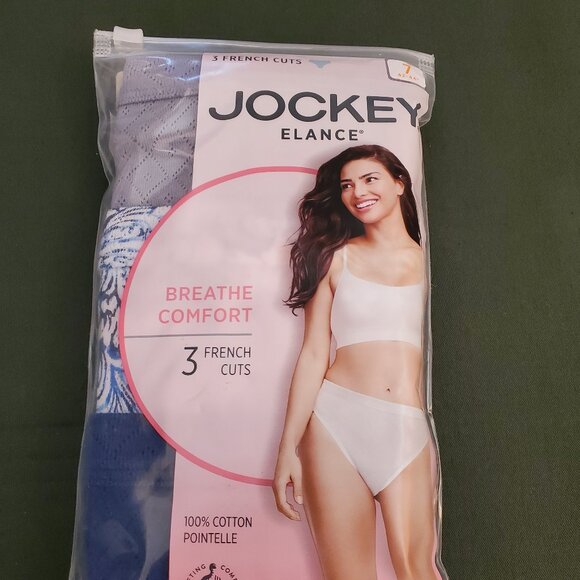 3 FRENCH CUTS
7
JOCKEY
ELANCE®
BREATHE
COMFORT
3 FRENCH
CUTS
100% COTTON
POINTELLE